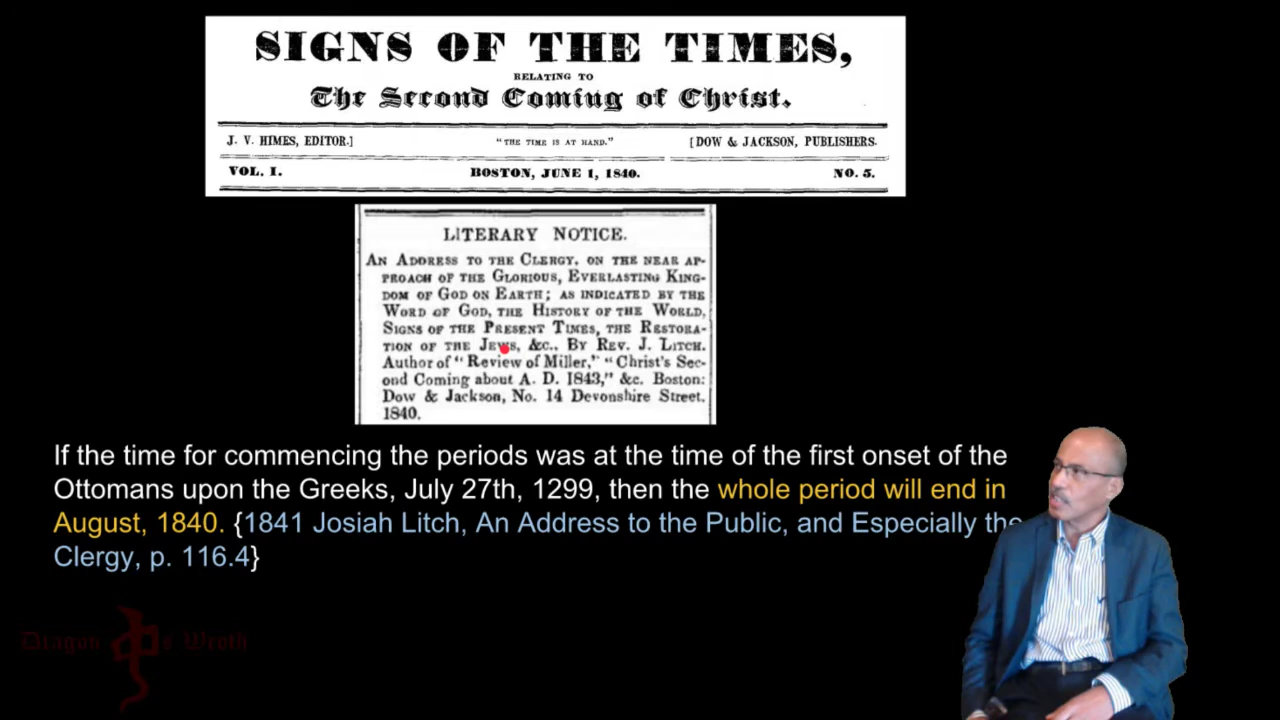 SIGNS OF THE TIMES,
RELATING TO
The Second Coming of Christ.
J. V. HIMES, EDITOR.] "THE TIME IS AT HAND." [DOW & JACKSON, PUBLISHERS.
VOL. I. BOSTON, JUNE 1, 1840. NO. 5.
LITERARY NOTICE.
AN ADDRESS TO THE CLERGY, ON THE NEAR AP-
PROACH OF THE GLORIOUS, EVERLASTING KING-
DOM OF GOD ON EARTH; AS INDICATED BY THE
WORD OF GOD, THE HISTORY OF THE WORLD,
SIGNS OF THE PRESENT TIMES, THE RESTORA-
TION OF THE JEWS, &C., BY REV. J. LITCH.
Author of "Review of Miller," "Christ's Sec-
ond Coming about A. D. 1843," &c. Boston:
Dow & Jackson, No. 14 Devonshire Street.
1840.
If the time for commencing the periods was at the time of the first onset of the
Ottomans upon the Greeks, July 27th, 1299, then the whole period will end in
August, 1840. {1841 Josiah Litch, An Address to the Public, and Especially the
Clergy, p. 116.4}
Dragon s Wroth